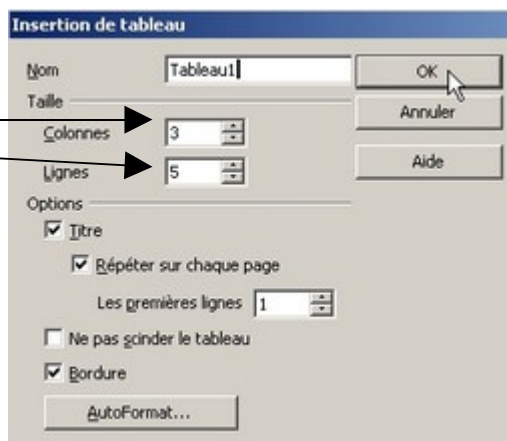 Insertion de tableau
Nom Tableau1 OK
Taille Annuler
Colonnes 3
Lignes 5 Aide
Options
Titre
Répéter sur chaque page
Les premières lignes 1
Ne pas scinder le tableau
Bordure
AutoFormat...